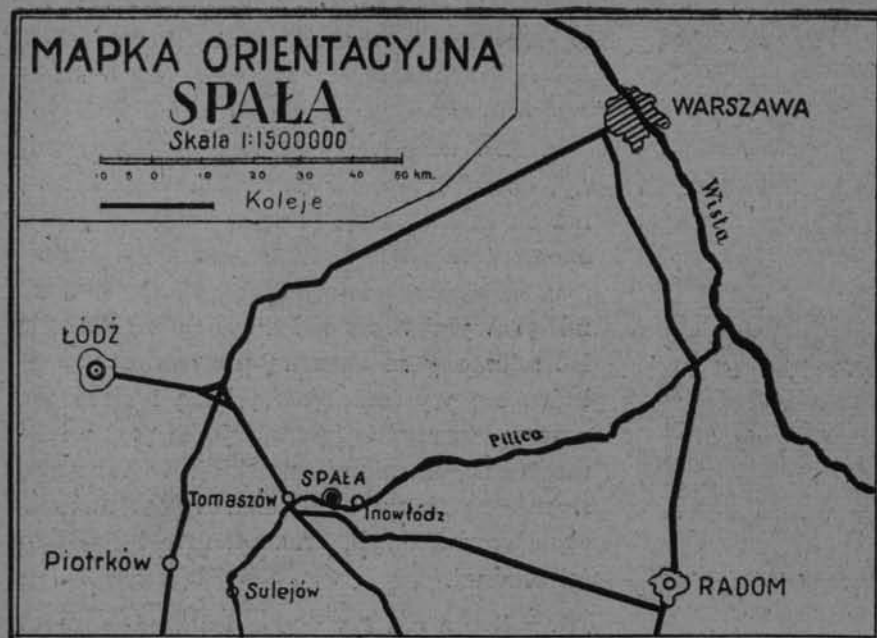 MAPKA ORIENTACYJNA
SPAŁA
Skala 1:1500000
10 5 0 10 20 30 40 50 km.
Koleje
WARSZAWA
Wisła
ŁÓDŹ
Pilica
SPAŁA
Tomaszów
Inowłódz
Piotrków
Sulejów
RADOM